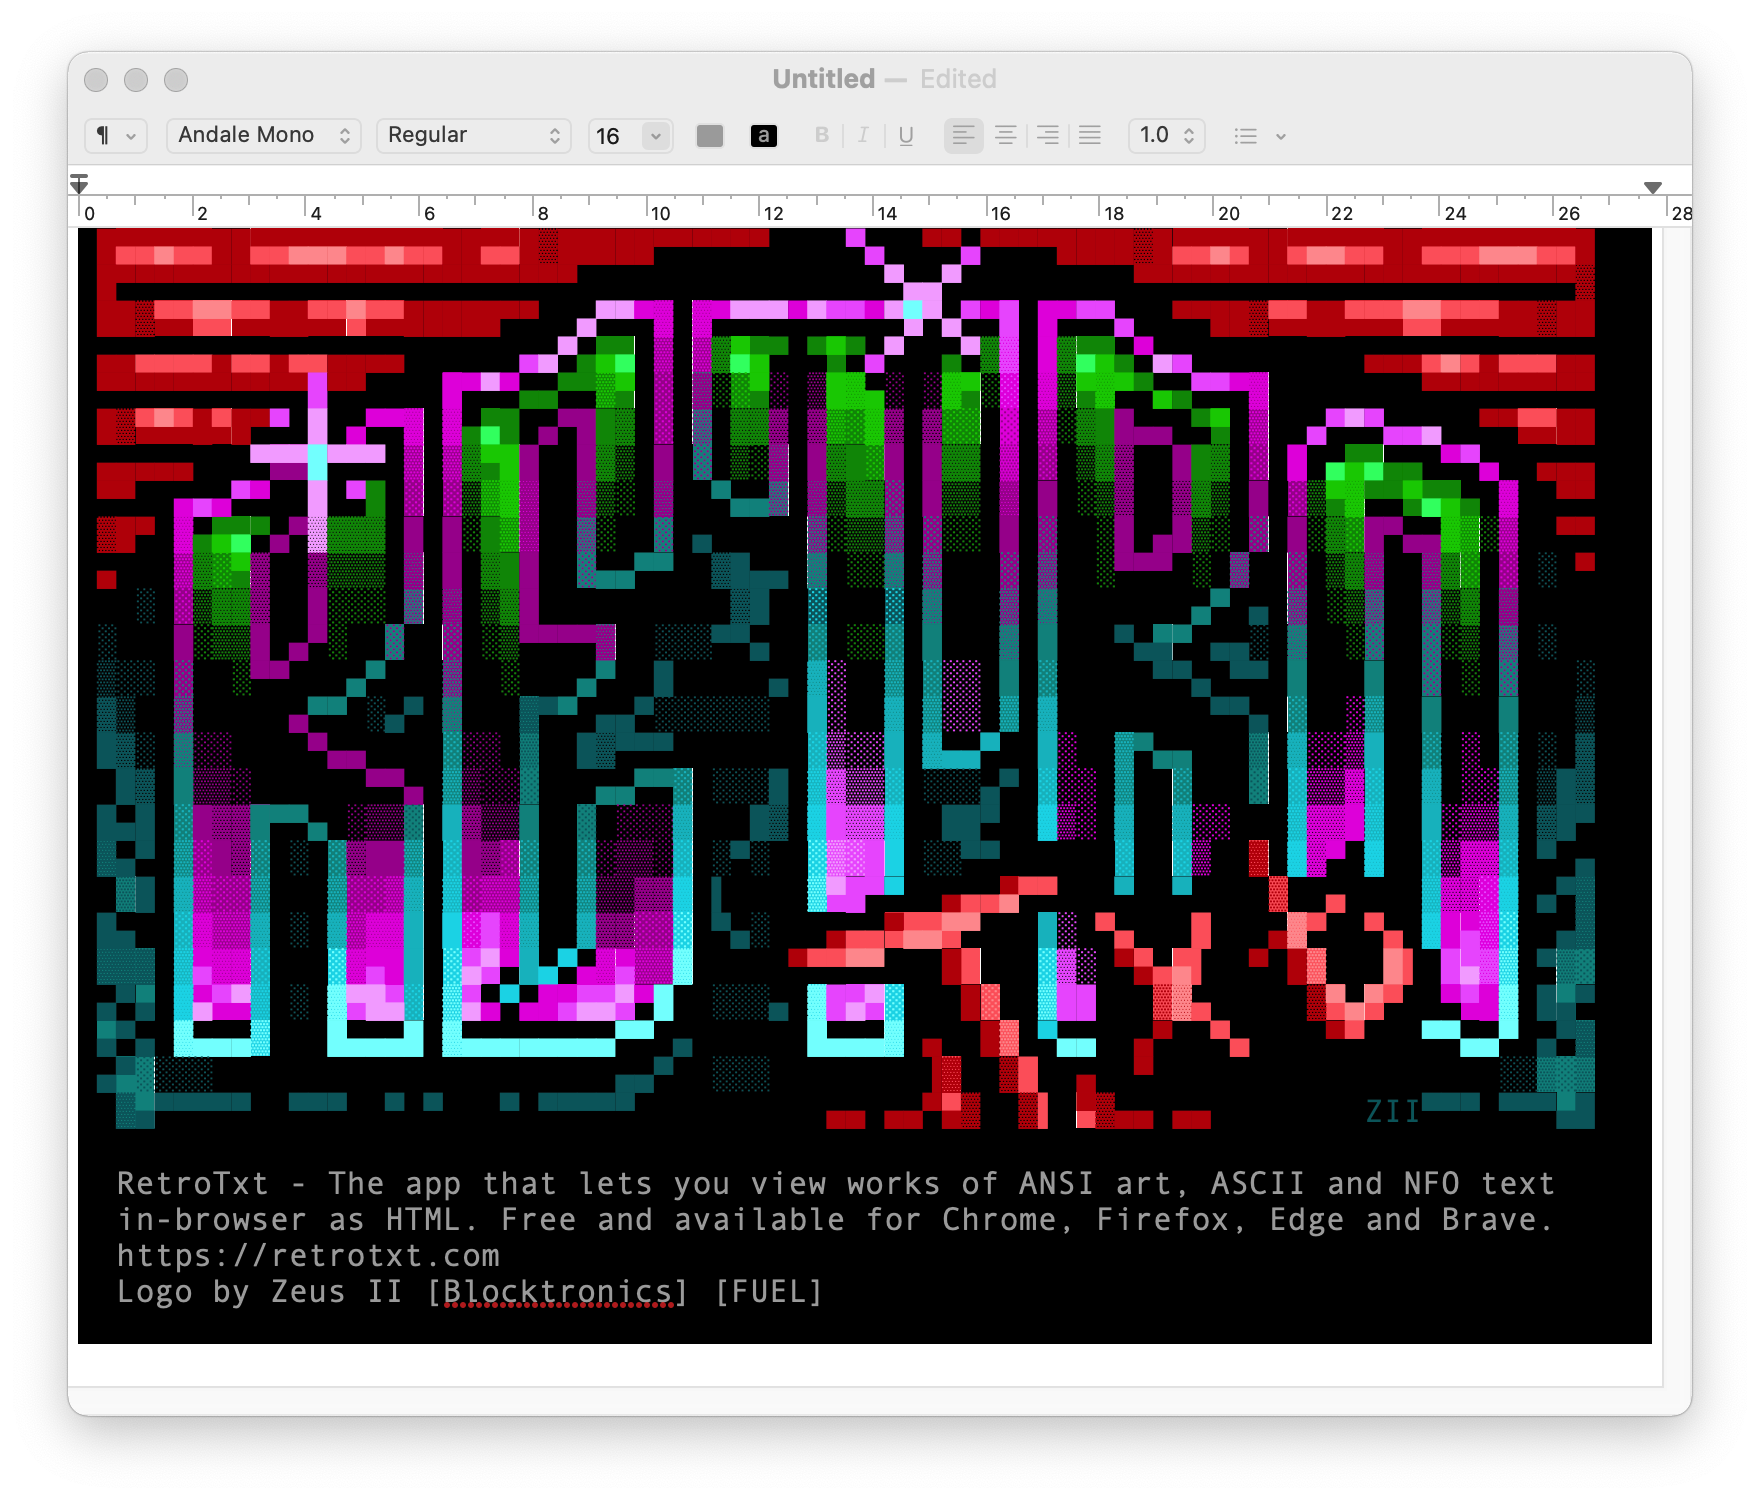 Untitled — Edited
¶ Andale Mono Regular 16 a B I U 1.0
0 2 4 6 8 10 12 14 16 18 20 22 24 26 28
RETRO
txt
ZII
RetroTxt - The app that lets you view works of ANSI art, ASCII and NFO text
in-browser as HTML. Free and available for Chrome, Firefox, Edge and Brave.
https://retrotxt.com
Logo by Zeus II [Blocktronics] [FUEL]